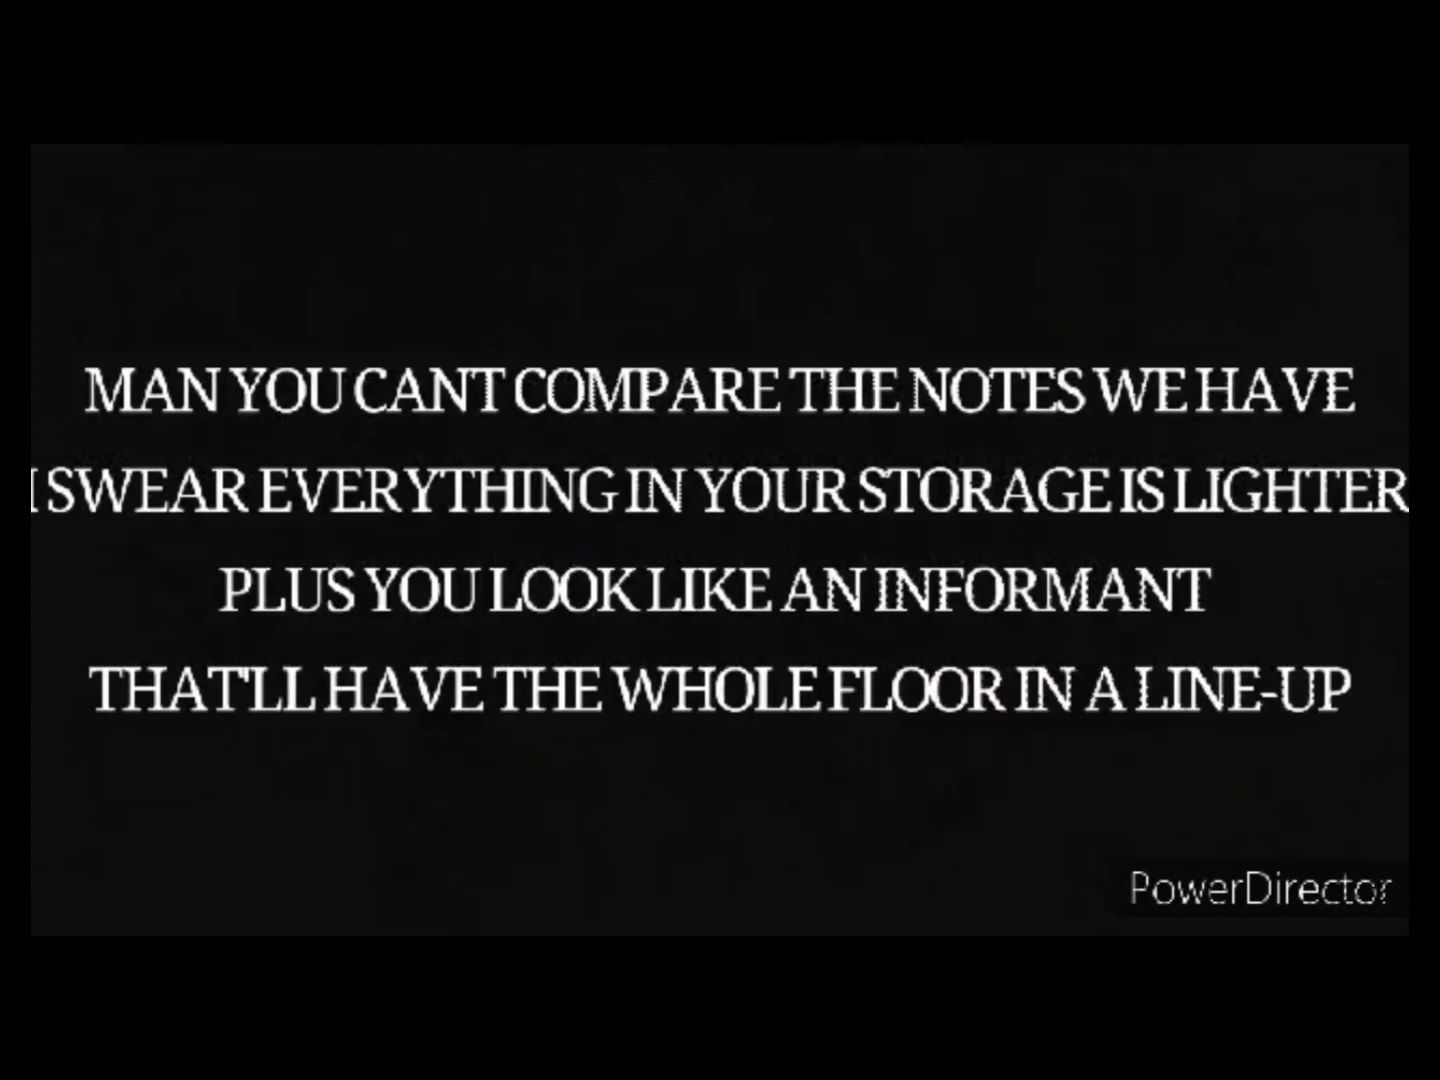 MAN YOU CANT COMPARE THE NOTES WE HAVE
I SWEAR EVERYTHING IN YOUR STORAGE IS LIGHTER
PLUS YOU LOOK LIKE AN INFORMANT
THAT'LL HAVE THE WHOLE FLOOR IN A LINE-UP
PowerDirector